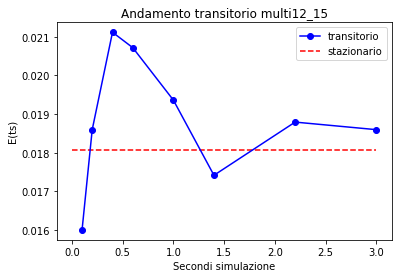 Andamento transitorio multi12_15
transitorio
stazionario
E(ts)
0.021
0.020
0.019
0.018
0.017
0.016
0.0
0.5
1.0
1.5
2.0
2.5
3.0
Secondi simulazione